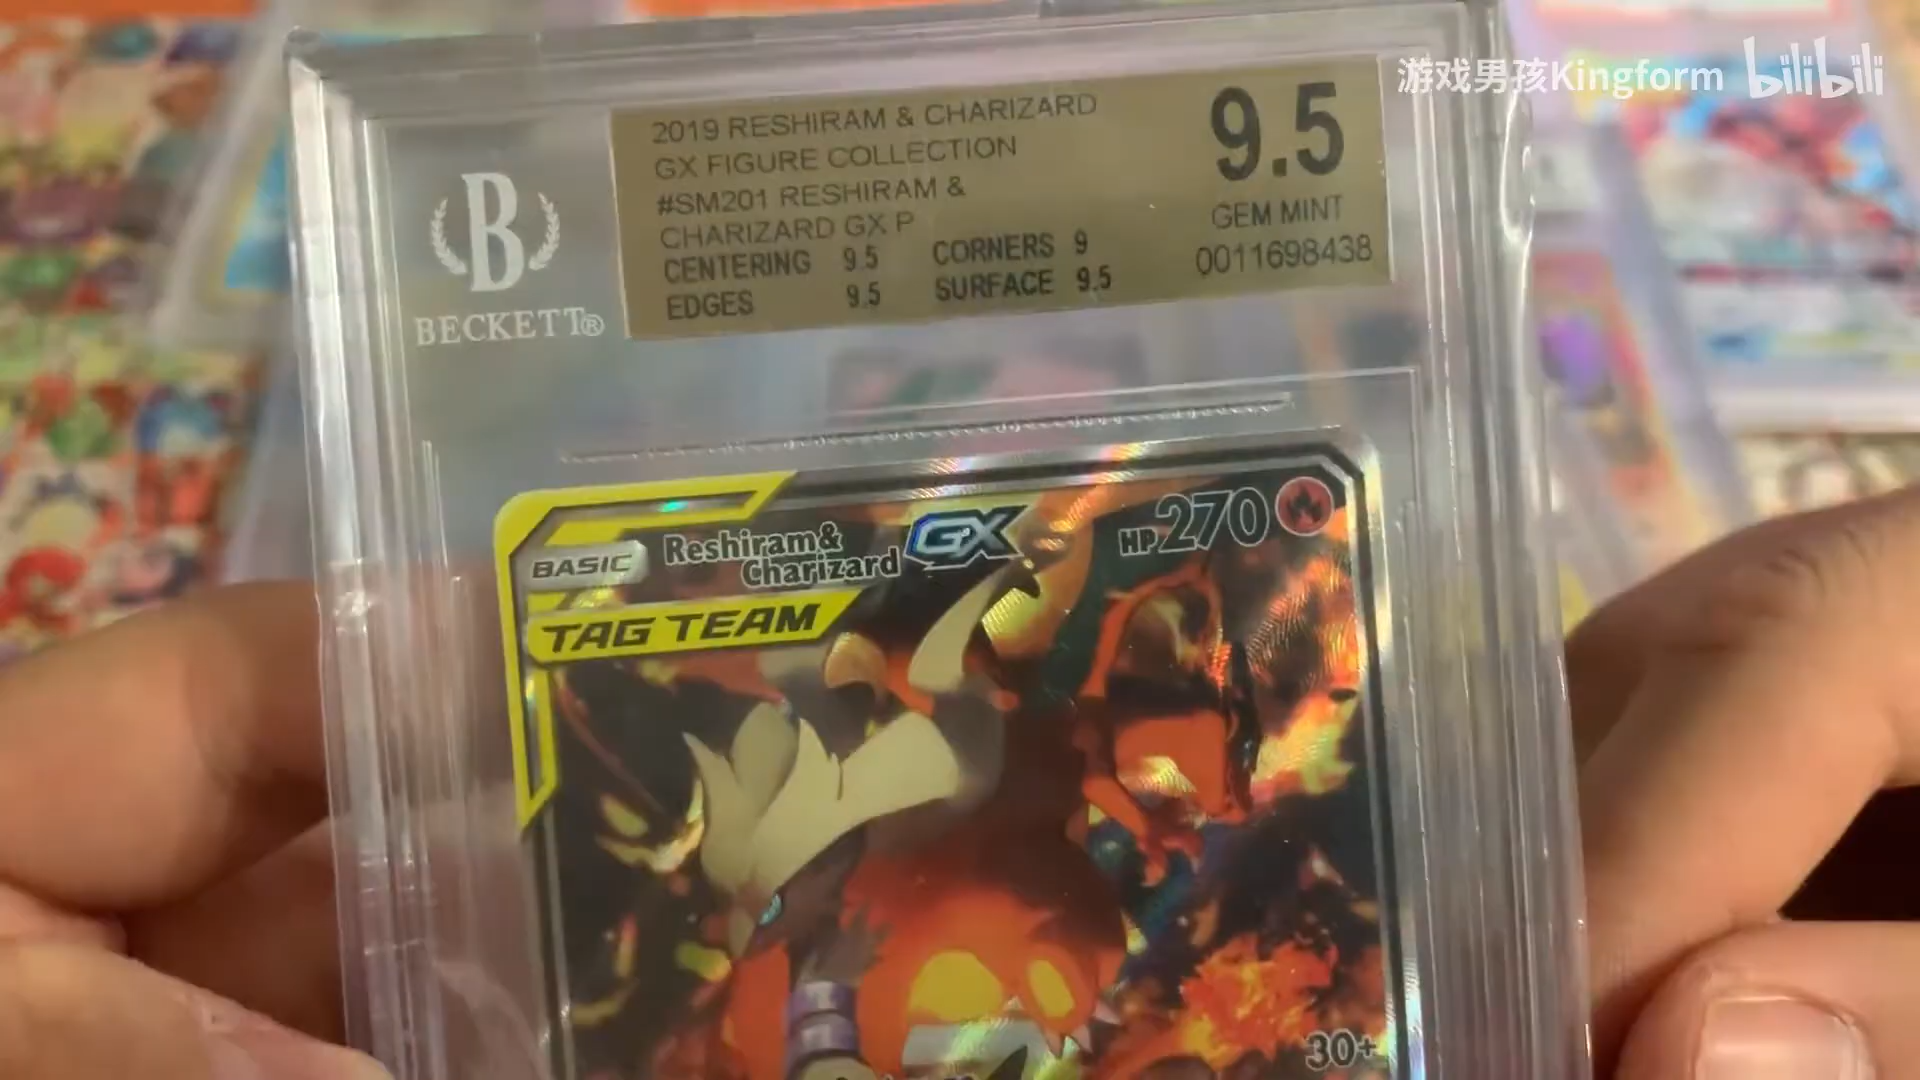 游戏男孩Kingform bilibili
2019 RESHIRAM & CHARIZARD
GX FIGURE COLLECTION
#SM201 RESHIRAM &
CHARIZARD GX P
CENTERING 9.5 CORNERS 9
EDGES 9.5 SURFACE 9.5
9.5
GEM MINT
0011698438
B
BECKETT®
BASIC Reshiram& Charizard GX HP270
TAG TEAM
30+